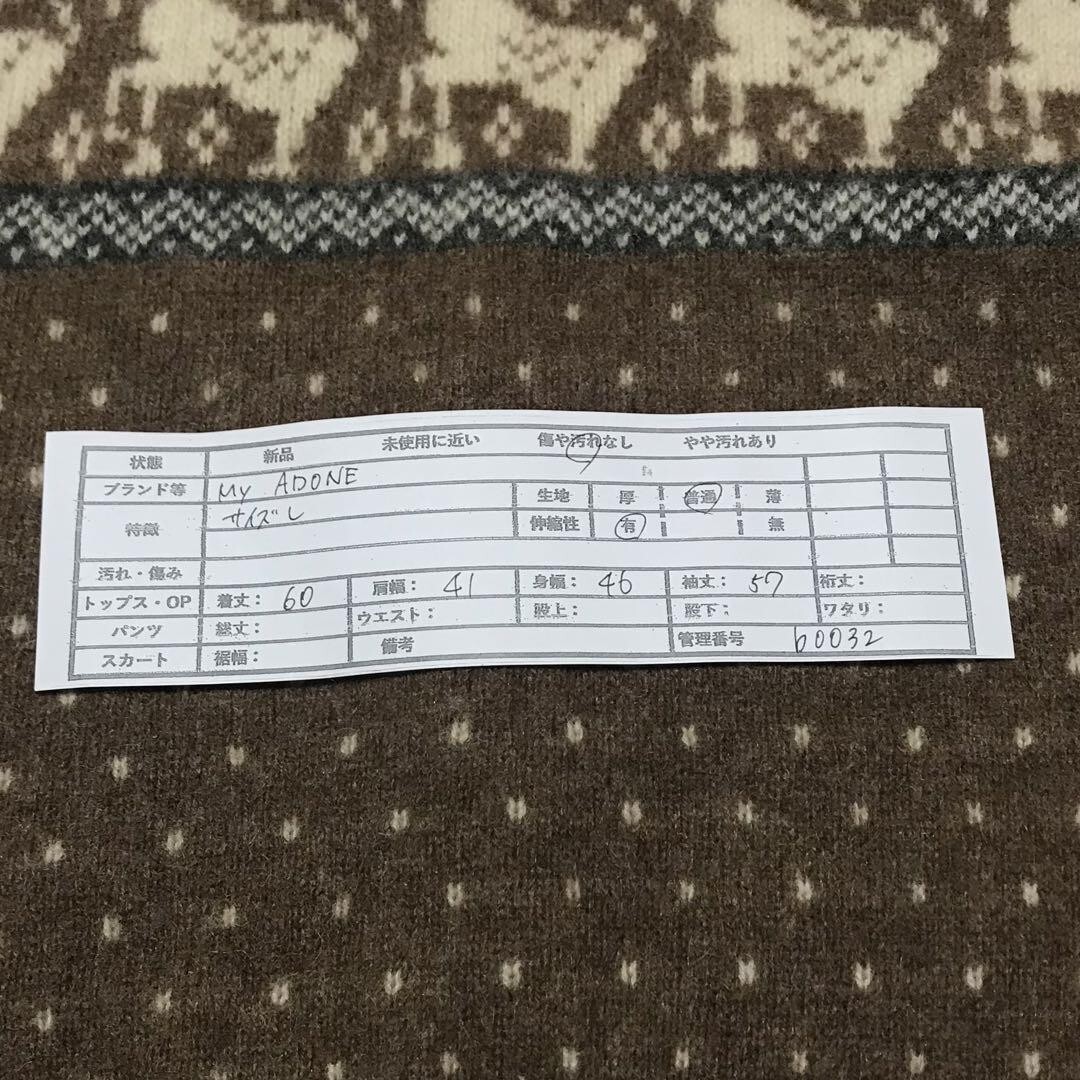 状態 新品 未使用に近い 傷や汚れなし やや汚れあり
ブランド等 My ADONE 生地 厚 普通 薄
特徴 サイズL 伸縮性 有 無
汚れ・傷み
トップス・OP 着丈： 60 肩幅： 41 身幅： 46 袖丈： 57 裄丈：
パンツ 総丈： ウエスト： 股上： 股下： ワタリ：
スカート 裾幅： 備考 管理番号 b0032